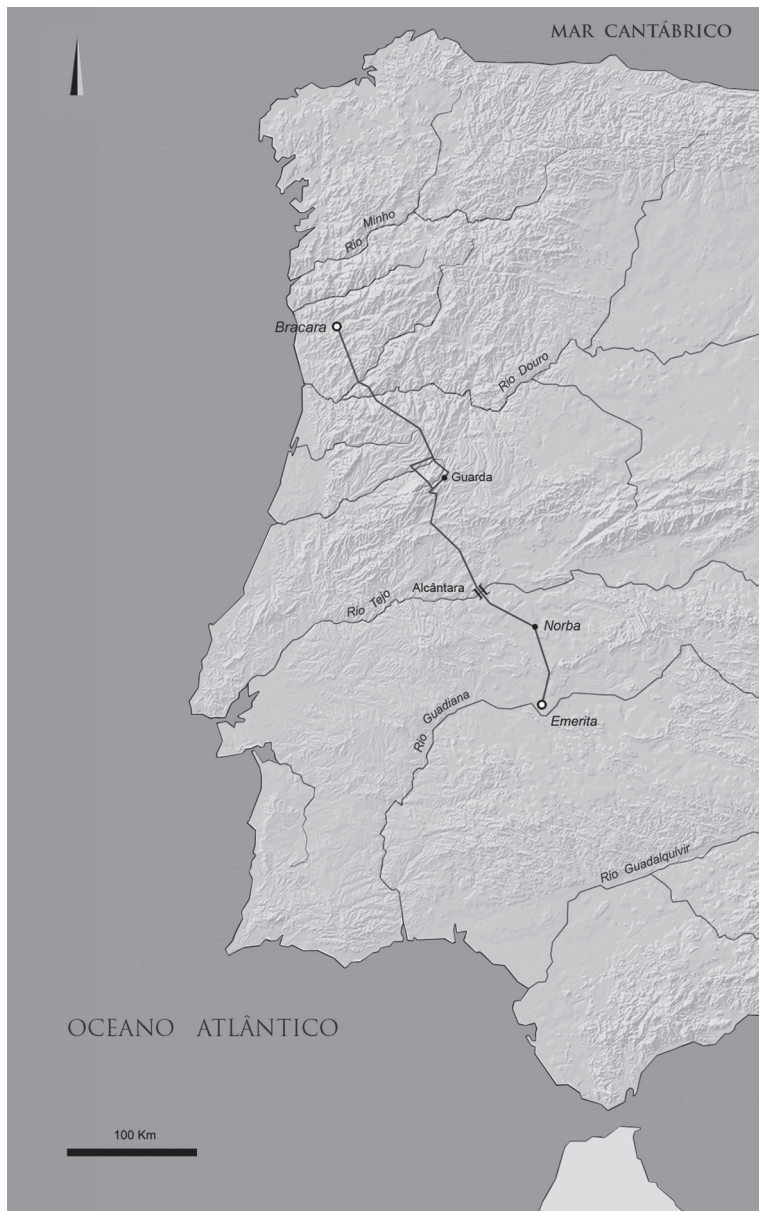 MAR CANTÁBRICO
Rio Minho
Bracara
Rio Douro
Guarda
Alcântara
Rio Tejo
Norba
Rio Guadiana
Emerita
Rio Guadalquivir
OCEANO ATLÂNTICO
100 Km